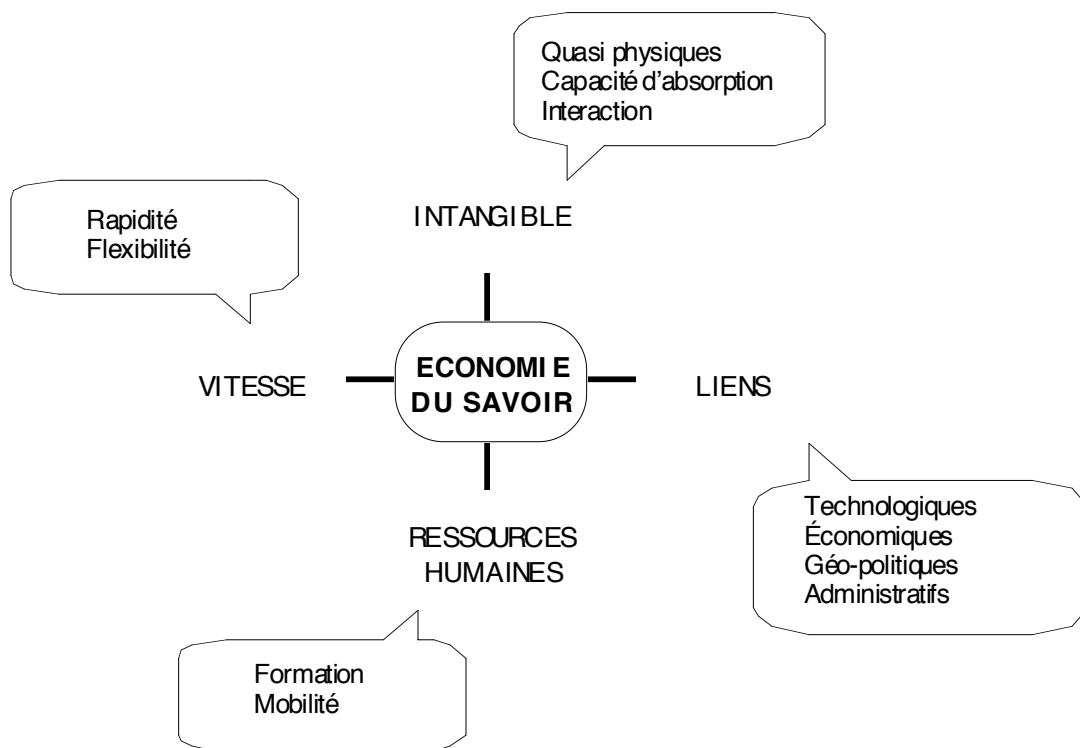 Quasi physiques
Capacité d'absorption
Interaction
Rapidité
Flexibilité
INTANGIBLE
VITESSE
ECONOMIE
DU SAVOIR
LIENS
RESSOURCES
HUMAINES
Technologiques
Économiques
Géo-politiques
Administratifs
Formation
Mobilité